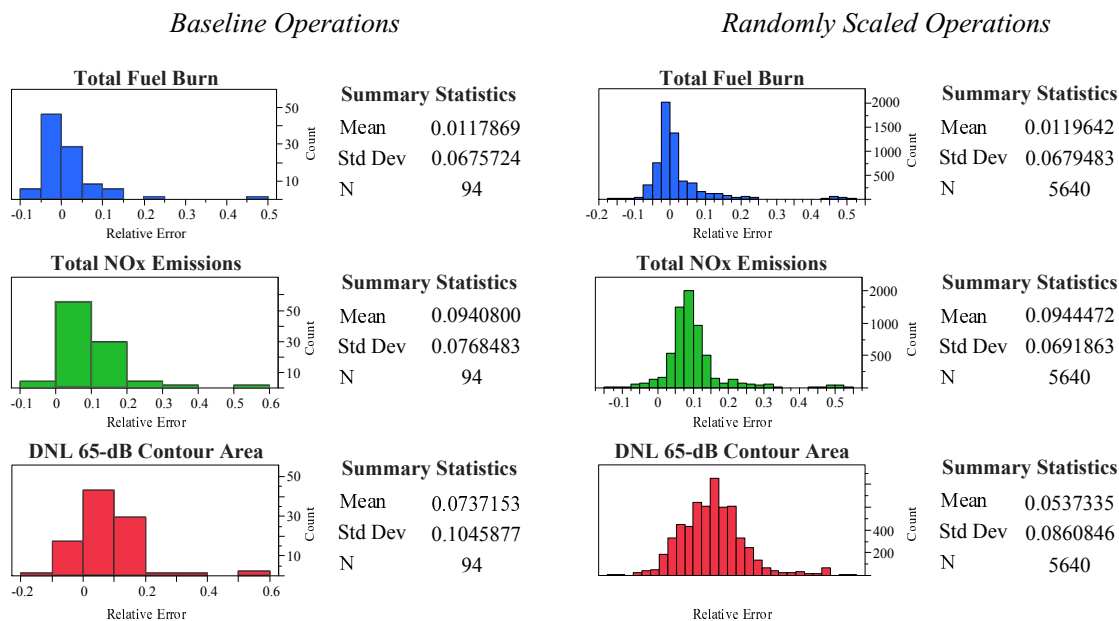 Baseline Operations
Randomly Scaled Operations
Total Fuel Burn
50
30
10
Count
-0.1 0 0.1 0.2 0.3 0.4 0.5
Relative Error
Summary Statistics
Mean 0.0117869
Std Dev 0.0675724
N 94
Total Fuel Burn
2000
1500
1000
500
Count
-0.2 -0.1 0 0.1 0.2 0.3 0.4 0.5
Relative Error
Summary Statistics
Mean 0.0119642
Std Dev 0.0679483
N 5640
Total NOx Emissions
50
30
10
Count
-0.1 0 0.1 0.2 0.3 0.4 0.5 0.6
Relative Error
Summary Statistics
Mean 0.0940800
Std Dev 0.0768483
N 94
Total NOx Emissions
2000
1000
500
Count
-0.1 0 0.1 0.2 0.3 0.4 0.5
Relative Error
Summary Statistics
Mean 0.0944472
Std Dev 0.0691863
N 5640
DNL 65-dB Contour Area
50
30
10
Count
-0.2 0 0.2 0.4 0.6
Relative Error
Summary Statistics
Mean 0.0737153
Std Dev 0.1045877
N 94
DNL 65-dB Contour Area
400
200
Count
Relative Error
Summary Statistics
Mean 0.0537335
Std Dev 0.0860846
N 5640